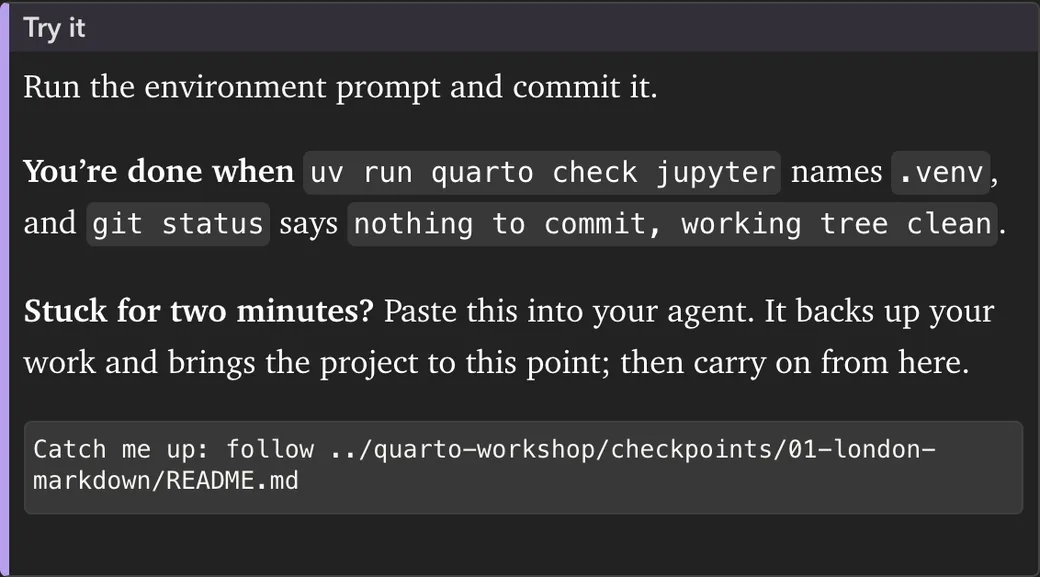 Try it
Run the environment prompt and commit it.
You’re done when uv run quarto check jupyter names .venv,
and git status says nothing to commit, working tree clean.
Stuck for two minutes? Paste this into your agent. It backs up your
work and brings the project to this point; then carry on from here.
Catch me up: follow ../quarto-workshop/checkpoints/01-london-
markdown/README.md